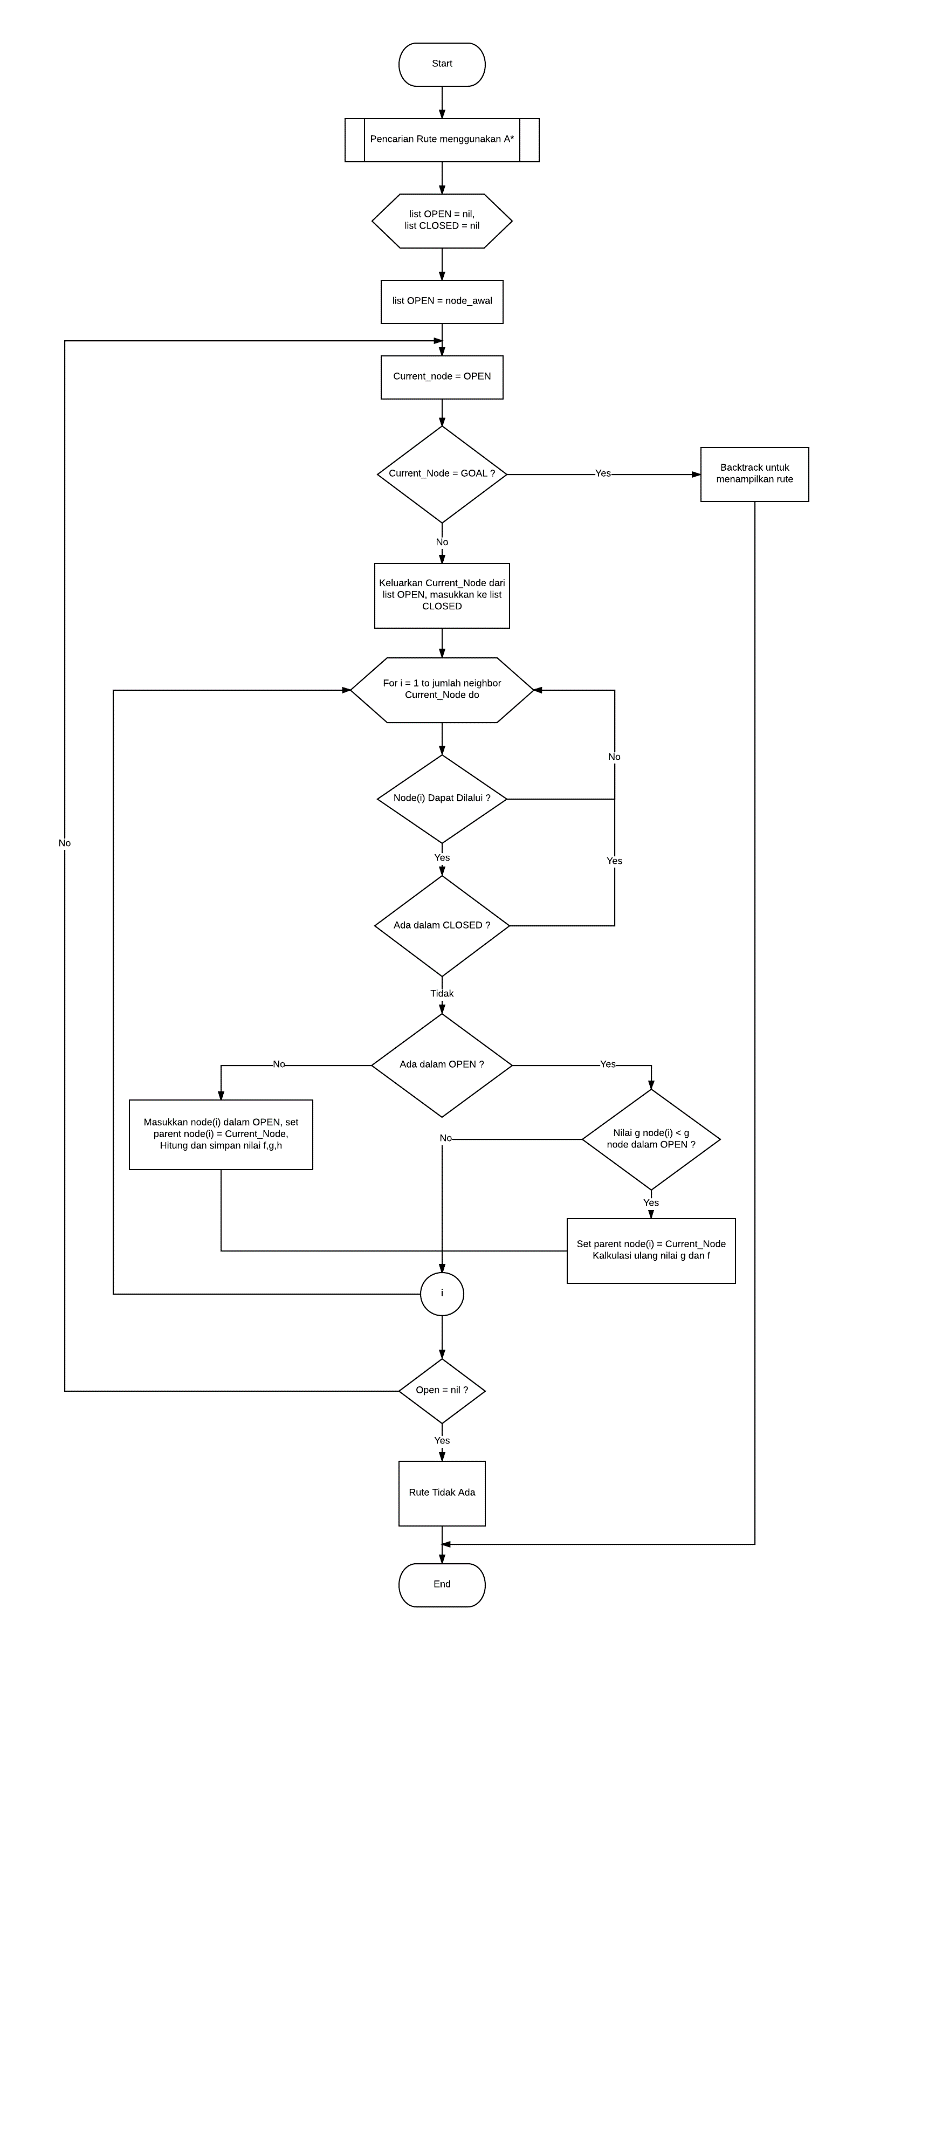 Start
Pencarian Rute menggunakan A*
list OPEN = nil,
list CLOSED = nil
list OPEN = node_awal
Current_node = OPEN
Current_Node = GOAL ?
Yes
Backtrack untuk
menampilkan rute
No
Keluarkan Current_Node dari
list OPEN, masukkan ke list
CLOSED
For i = 1 to jumlah neighbor
Current_Node do
No
Node(i) Dapat Dilalui ?
No
Yes
Yes
Ada dalam CLOSED ?
Tidak
No
Ada dalam OPEN ?
Yes
Masukkan node(i) dalam OPEN, set
parent node(i) = Current_Node,
Hitung dan simpan nilai f,g,h
No
Nilai g node(i) < g
node dalam OPEN ?
Yes
Set parent node(i) = Current_Node
Kalkulasi ulang nilai g dan f
i
Open = nil ?
Yes
Rute Tidak Ada
End